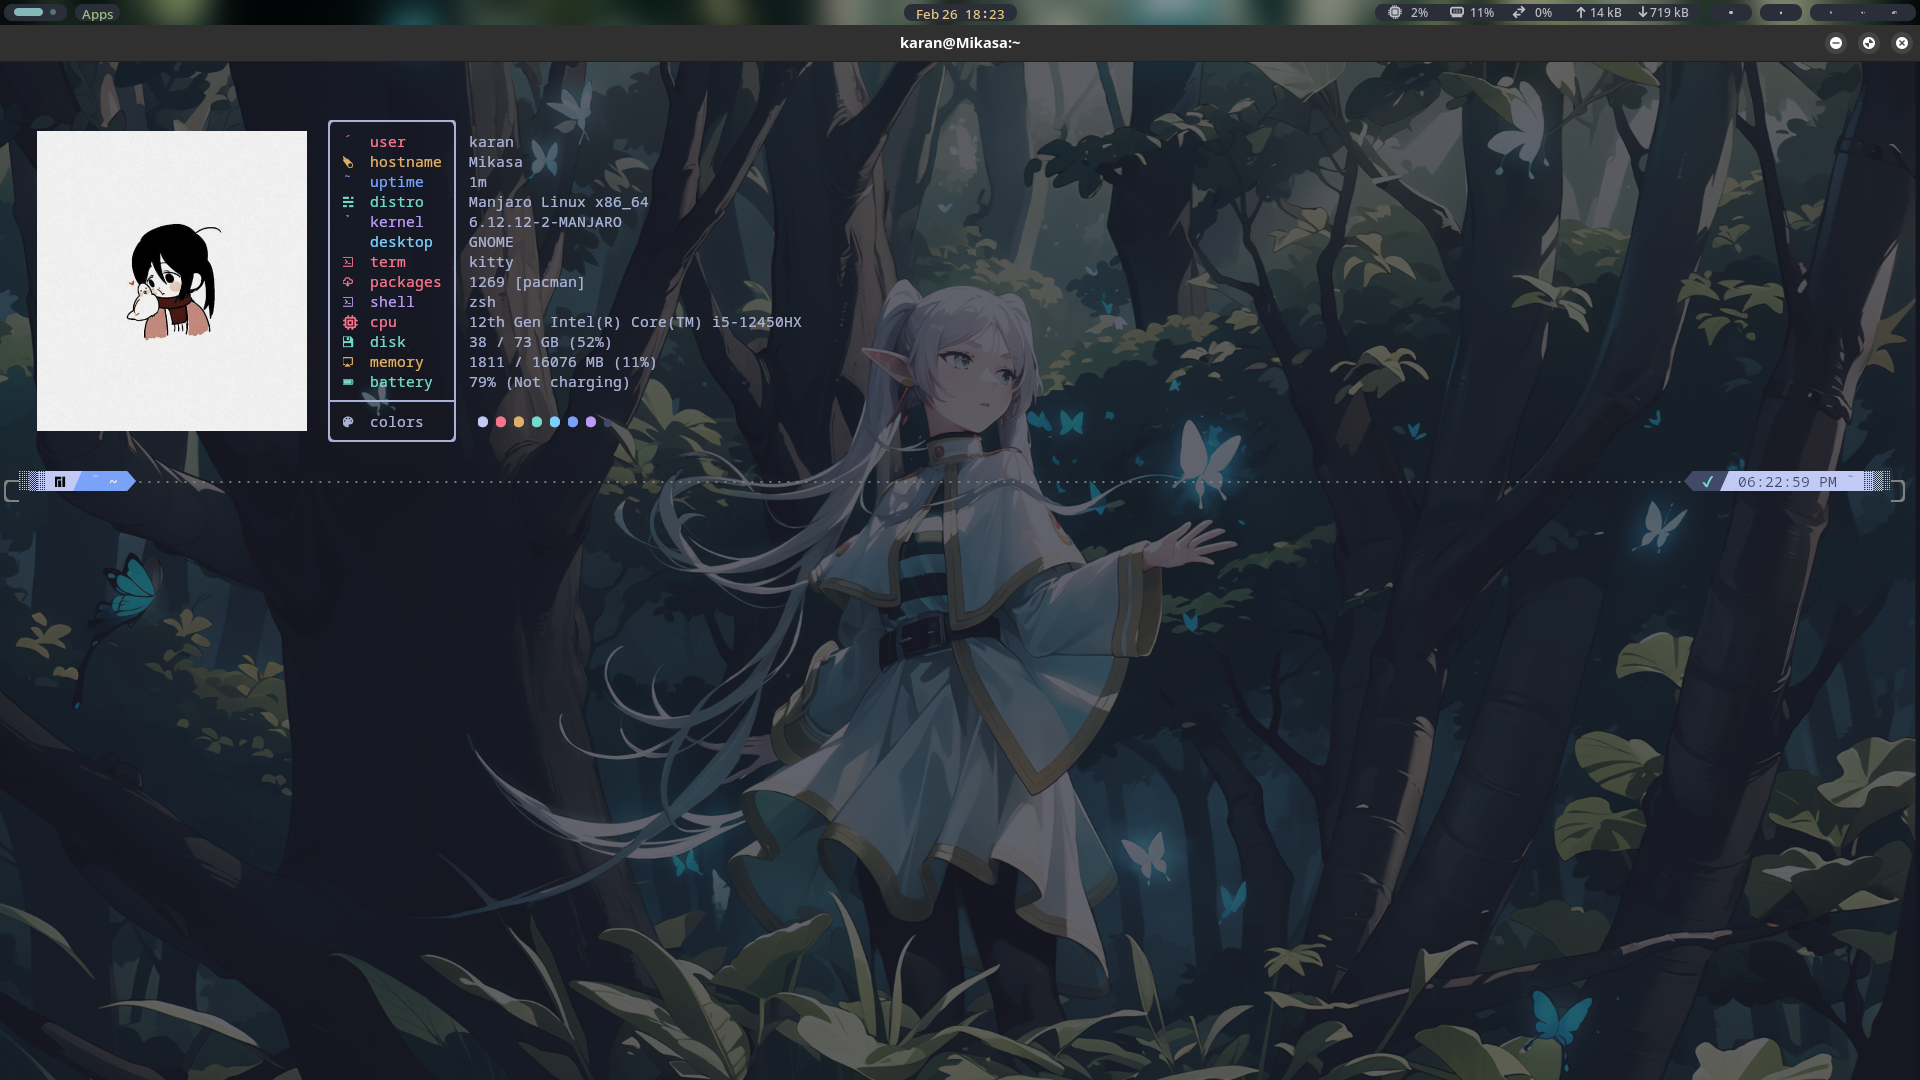 Apps
Feb 26 18:23
2% 11% 0% 14 kB 719 kB
karan@Mikasa:~
user karan
hostname Mikasa
uptime 1m
distro Manjaro Linux x86_64
kernel 6.12.12-2-MANJARO
desktop GNOME
term kitty
packages 1269 [pacman]
shell zsh
cpu 12th Gen Intel(R) Core(TM) i5-12450HX
disk 38 / 73 GB (52%)
memory 1811 / 16076 MB (11%)
battery 79% (Not charging)
colors
~ ✓ 06:22:59 PM